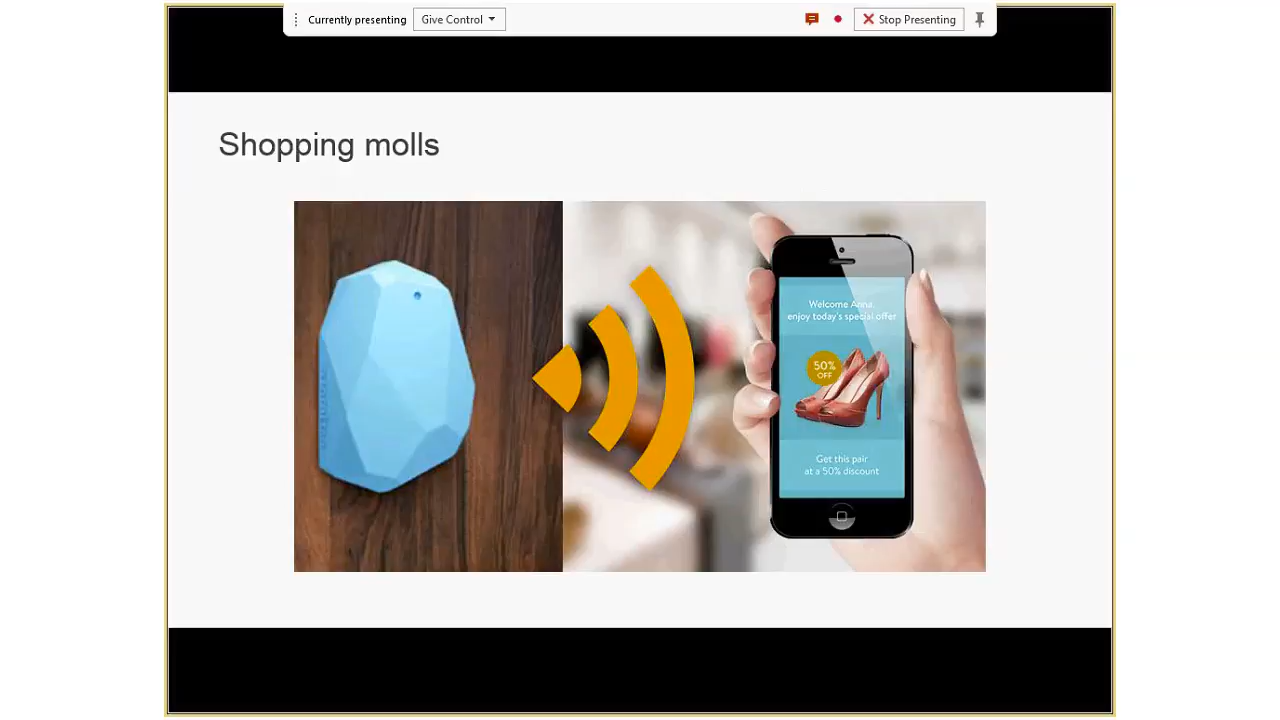 Currently presenting
Give Control
Stop Presenting
Shopping molls
Welcome Anna,
enjoy today's special offer
50%
OFF
Get this pair
at a 50% discount